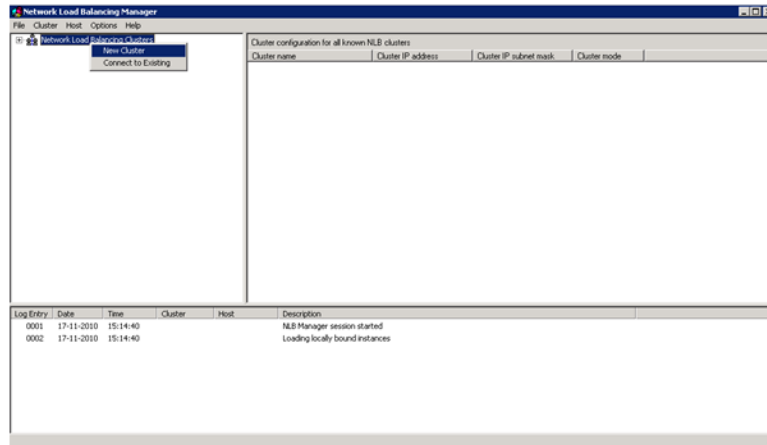 Network Load Balancing Manager
File Cluster Host Options Help
Network Load Balancing Clusters
New Cluster
Connect to Existing
Cluster configuration for all known NLB clusters
Cluster name Cluster IP address Cluster IP subnet mask Cluster mode
Log Entry Date Time Cluster Host Description
0001 17-11-2010 15:14:40 NLB Manager session started
0002 17-11-2010 15:14:40 Loading locally bound instances